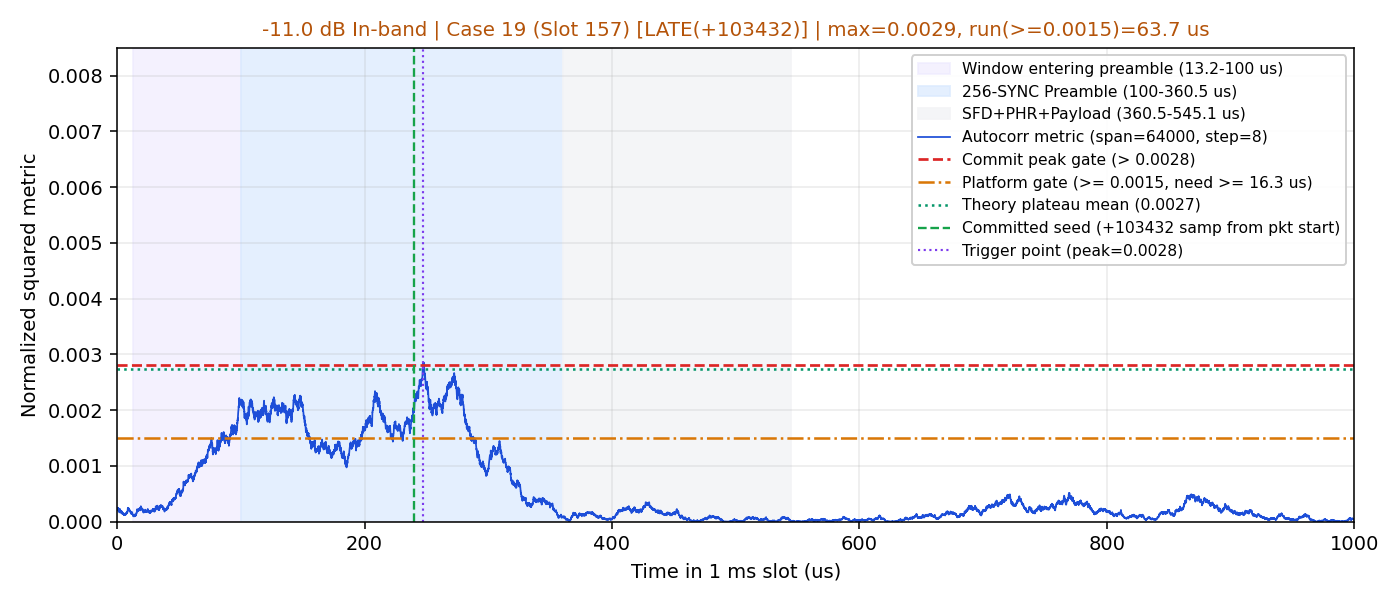 -11.0 dB In-band | Case 19 (Slot 157) [LATE(+103432)] | max=0.0029, run(>=0.0015)=63.7 us
Normalized squared metric
0.008
0.007
0.006
0.005
0.004
0.003
0.002
0.001
0.000
Window entering preamble (13.2-100 us)
256-SYNC Preamble (100-360.5 us)
SFD+PHR+Payload (360.5-545.1 us)
Autocorr metric (span=64000, step=8)
Commit peak gate (> 0.0028)
Platform gate (>= 0.0015, need >= 16.3 us)
Theory plateau mean (0.0027)
Committed seed (+103432 samp from pkt start)
Trigger point (peak=0.0028)
0 200 400 600 800 1000
Time in 1 ms slot (us)